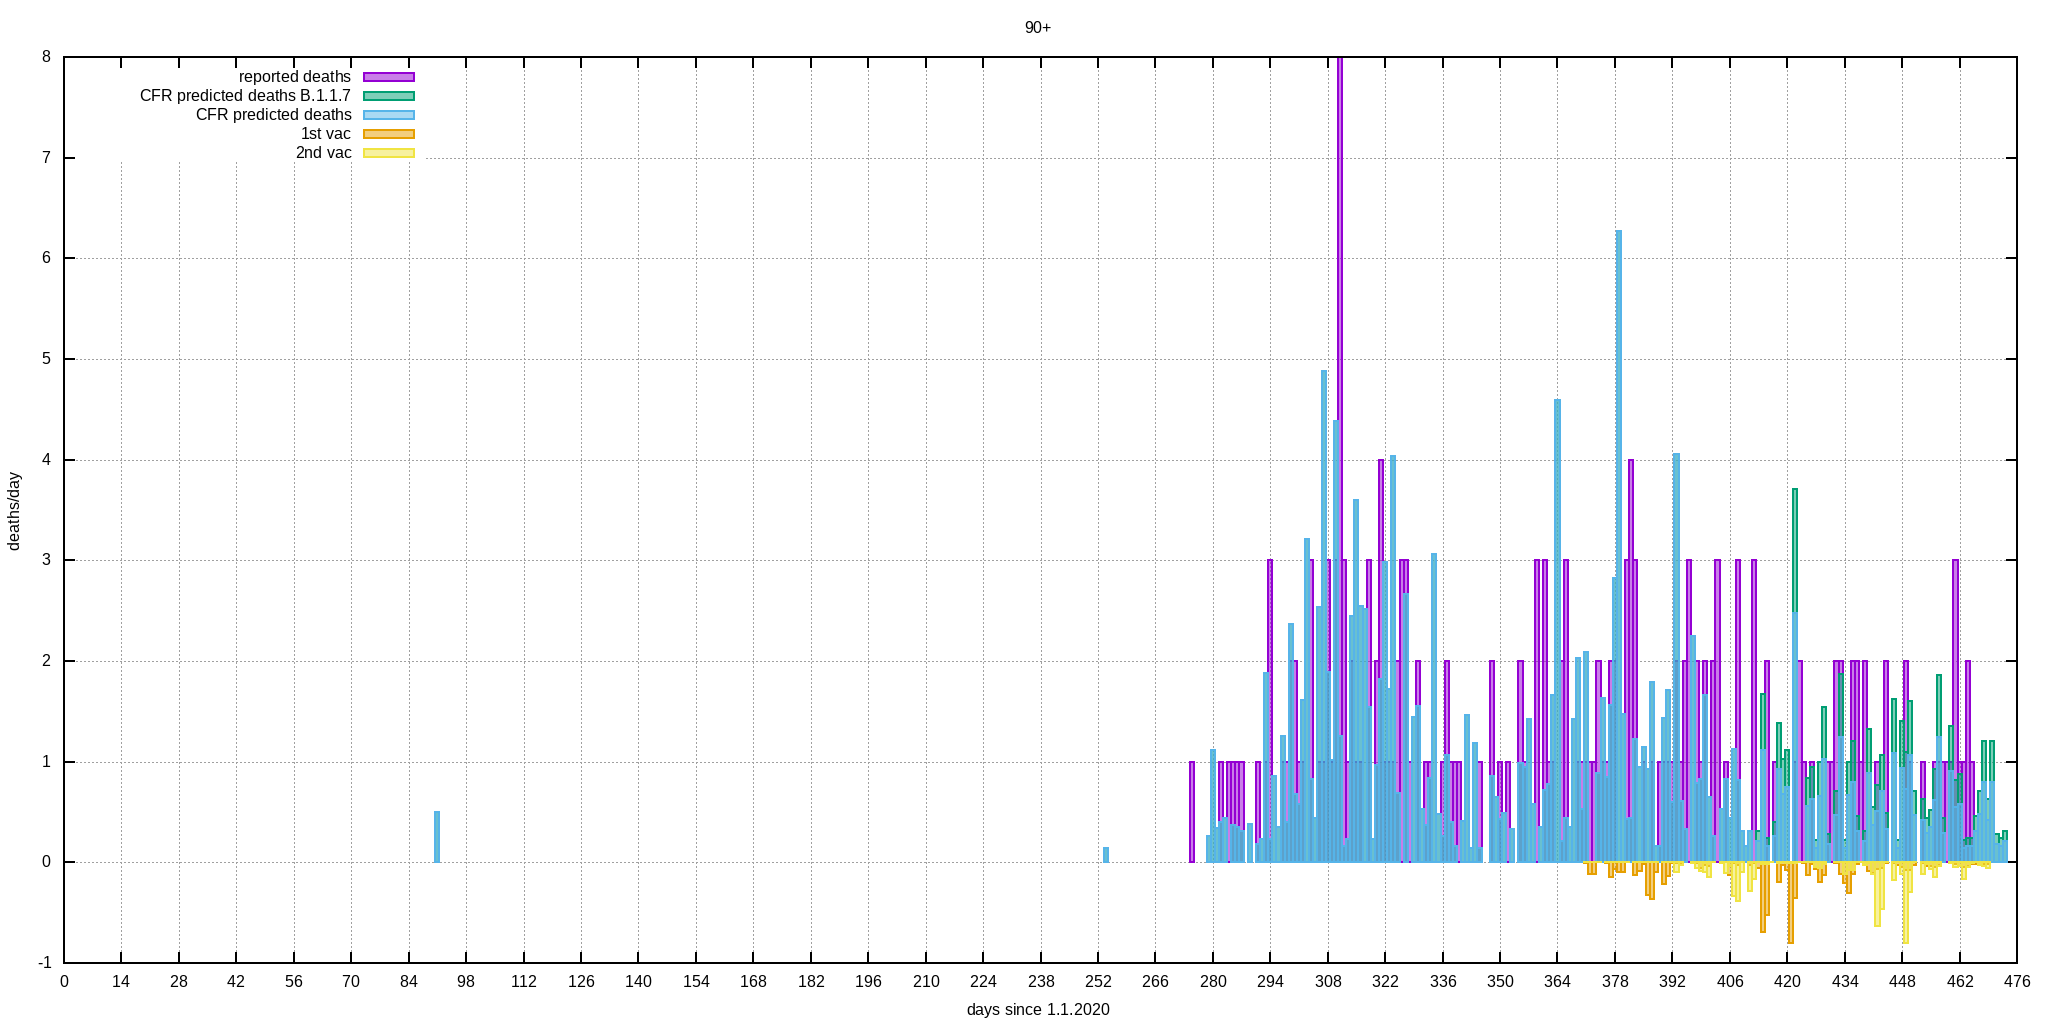 90+
8
7
6
5
4
3
2
1
0
-1
reported deaths
CFR predicted deaths B.1.1.7
CFR predicted deaths
1st vac
2nd vac
deaths/day
0 14 28 42 56 70 84 98 112 126 140 154 168 182 196 210 224 238 252 266 280 294 308 322 336 350 364 378 392 406 420 434 448 462 476
days since 1.1.2020